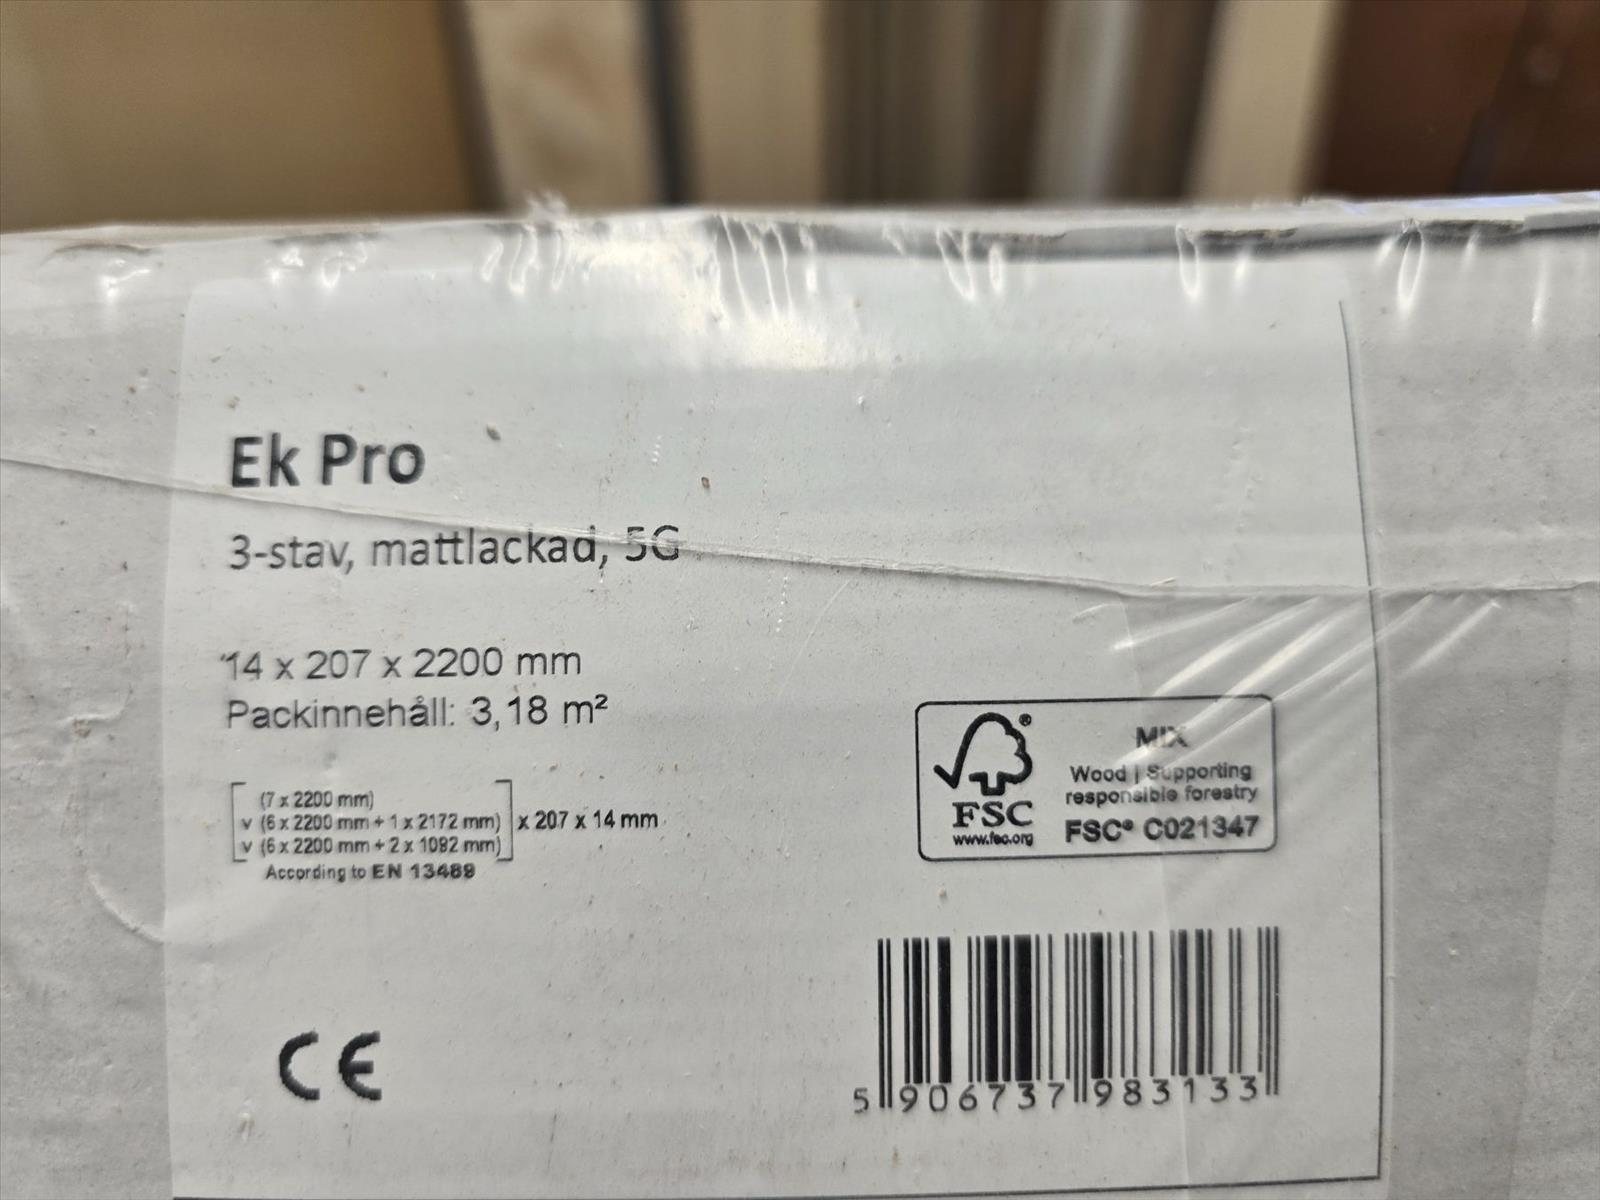 Ek Pro
3-stav, mattlackad, 5G
14 x 207 x 2200 mm
Packinnehåll: 3,18 m²
(7 x 2200 mm)
v (6 x 2200 mm + 1 x 2172 mm) x 207 x 14 mm
v (6 x 2200 mm + 2 x 1092 mm)
According to EN 13489
FSC
www.fsc.org
MIX
Wood | Supporting
responsible forestry
FSC® C021347
CE
5 906737 983133